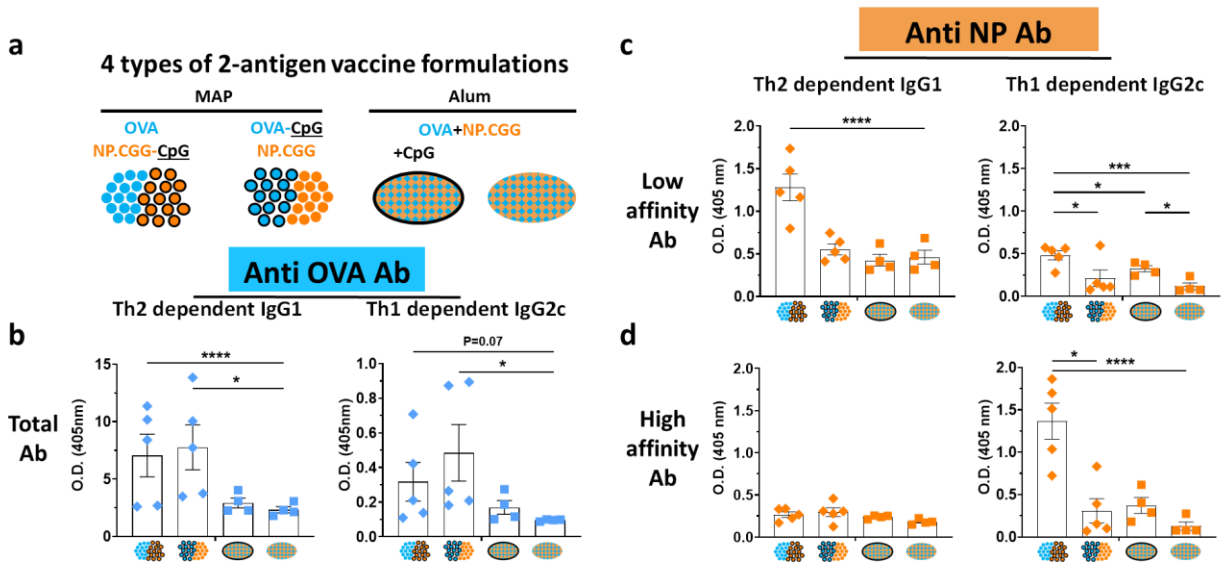 a
4 types of 2-antigen vaccine formulations
MAP
Alum
OVA
NP.CGG-CpG
OVA-CpG
NP.CGG
OVA+NP.CGG
+CpG
Anti OVA Ab
Th2 dependent IgG1
Th1 dependent IgG2c
b
Total
Ab
O.D. (405nm)
15
10
5
0
****
*
O.D. (405nm)
1.0
0.8
0.6
0.4
0.2
0.0
P=0.07
*
c
Anti NP Ab
Th2 dependent IgG1
Th1 dependent IgG2c
Low
affinity
Ab
O.D. (405 nm)
2.0
1.5
1.0
0.5
0.0
****
O.D. (405 nm)
2.0
1.5
1.0
0.5
0.0
***
*
*
*
d
High
affinity
Ab
O.D. (405 nm)
2.0
1.5
1.0
0.5
0.0
O.D. (405 nm)
2.0
1.5
1.0
0.5
0.0
*
****